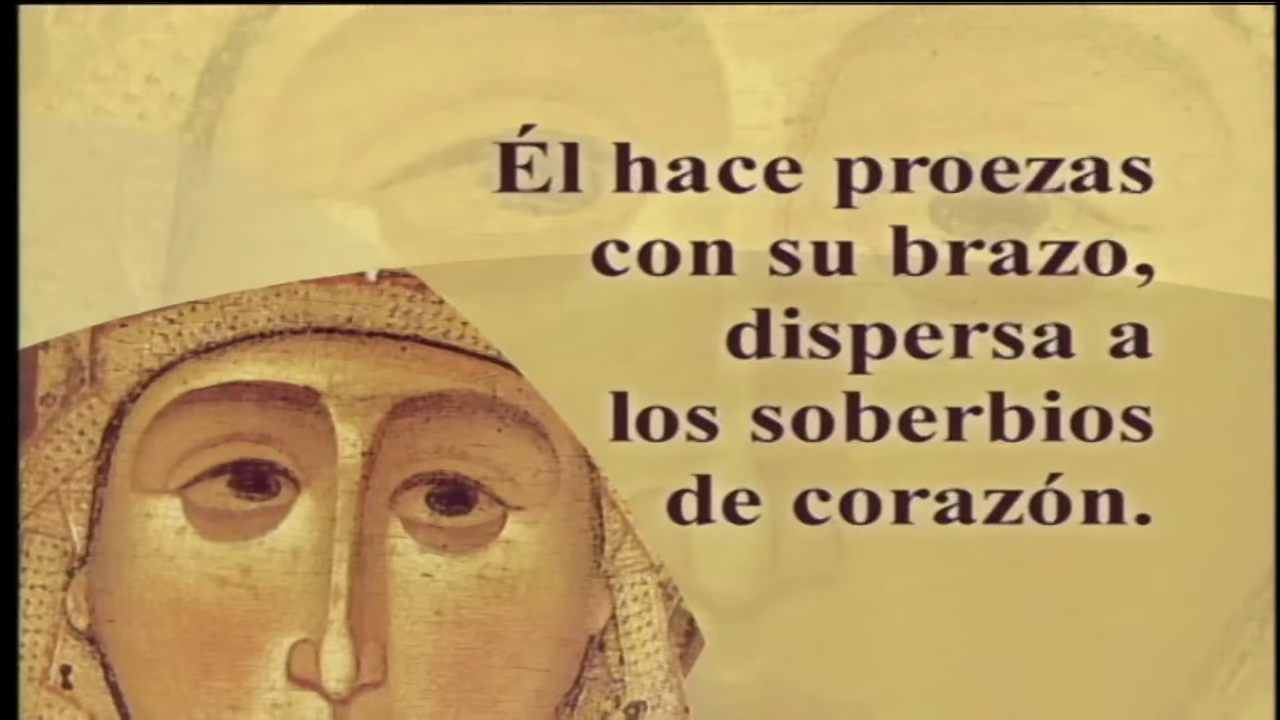 Él hace proezas
con su brazo,
dispersa a
los soberbios
de corazón.